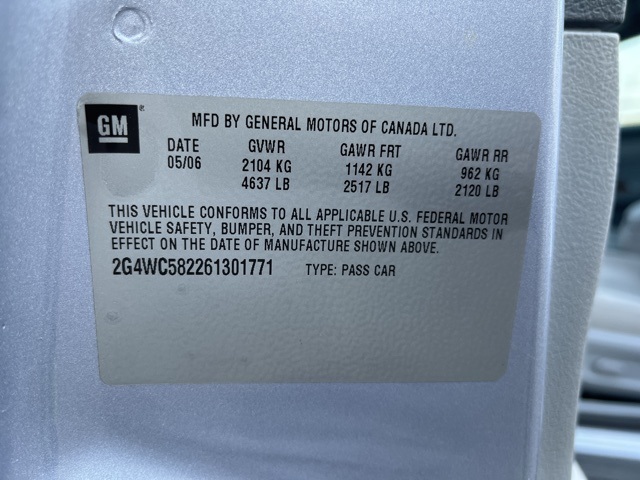 GM®
MFD BY GENERAL MOTORS OF CANADA LTD.
DATE GVWR GAWR FRT GAWR RR
05/06 2104 KG 1142 KG 962 KG
4637 LB 2517 LB 2120 LB
THIS VEHICLE CONFORMS TO ALL APPLICABLE U.S. FEDERAL MOTOR
VEHICLE SAFETY, BUMPER, AND THEFT PREVENTION STANDARDS IN
EFFECT ON THE DATE OF MANUFACTURE SHOWN ABOVE.
2G4WC582261301771 TYPE: PASS CAR